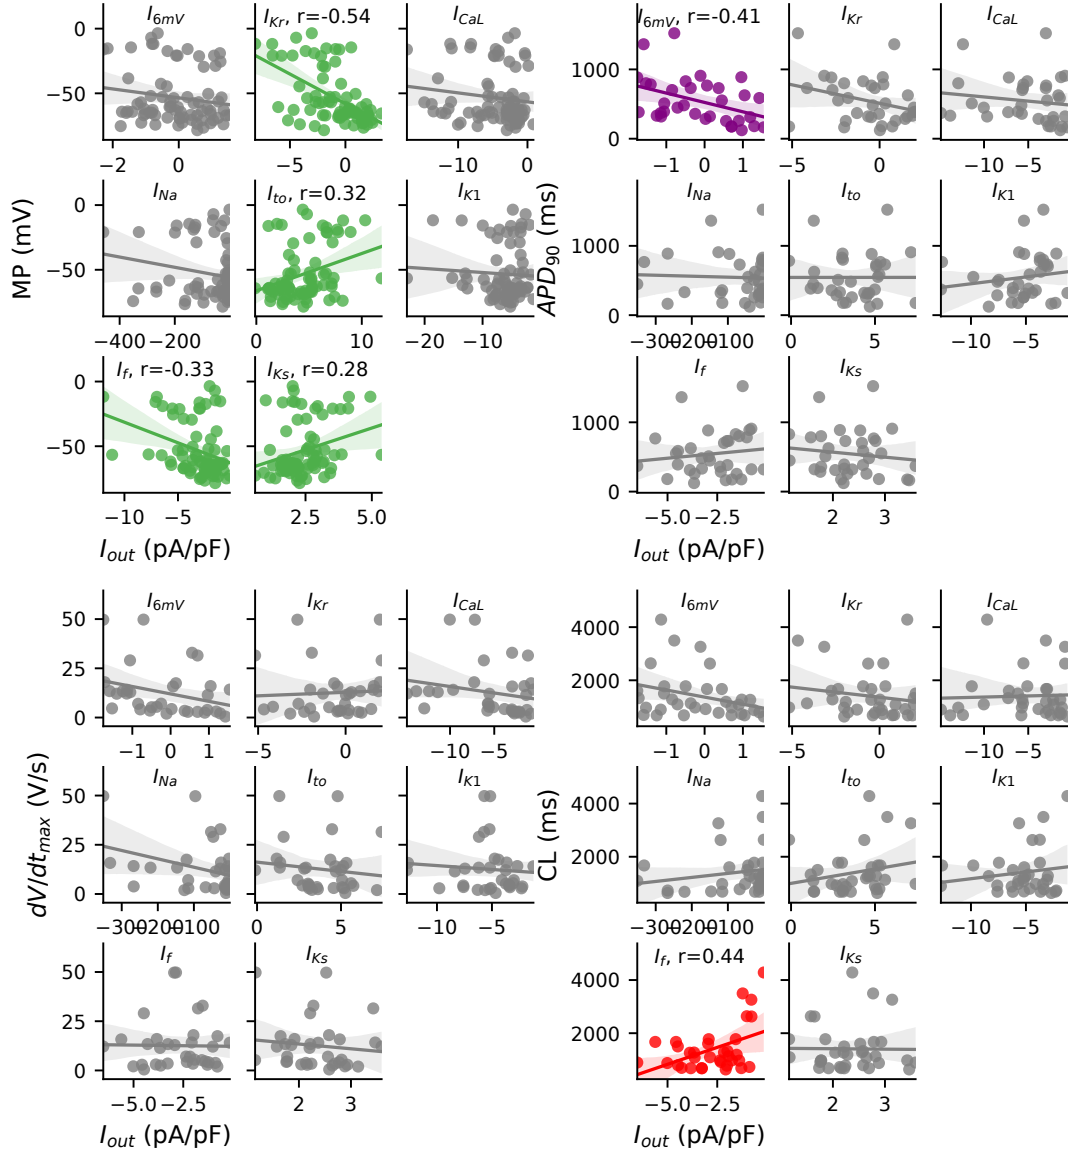 I6mV
IKr, r=-0.54
ICaL
0
−50
−2 0
−5 0
−10 0
INa
Ito, r=0.32
IK1
0
−50
−400 −200
0 10
−20 −10
If, r=-0.33
IKs, r=0.28
0
−50
−10 −5
2.5 5.0
MP (mV)
Iout (pA/pF)
I6mV, r=-0.41
IKr
ICaL
1000
0
−1 0 1
−5 0
−10 −5
INa
Ito
IK1
1000
0
−300−200−100
0 5
−10 −5
If
IKs
1000
0
−5.0 −2.5
2 3
APD90 (ms)
Iout (pA/pF)
I6mV
IKr
ICaL
50
25
0
−1 0 1
−5 0
−10 −5
INa
Ito
IK1
50
25
0
−300−200−100
0 5
−10 −5
If
IKs
50
25
0
−5.0 −2.5
2 3
dV/dtmax (V/s)
Iout (pA/pF)
I6mV
IKr
ICaL
4000
2000
−1 0 1
−5 0
−10 −5
INa
Ito
IK1
4000
2000
−300−200−100
0 5
−10 −5
If, r=0.44
IKs
4000
2000
−5.0 −2.5
2 3
CL (ms)
Iout (pA/pF)